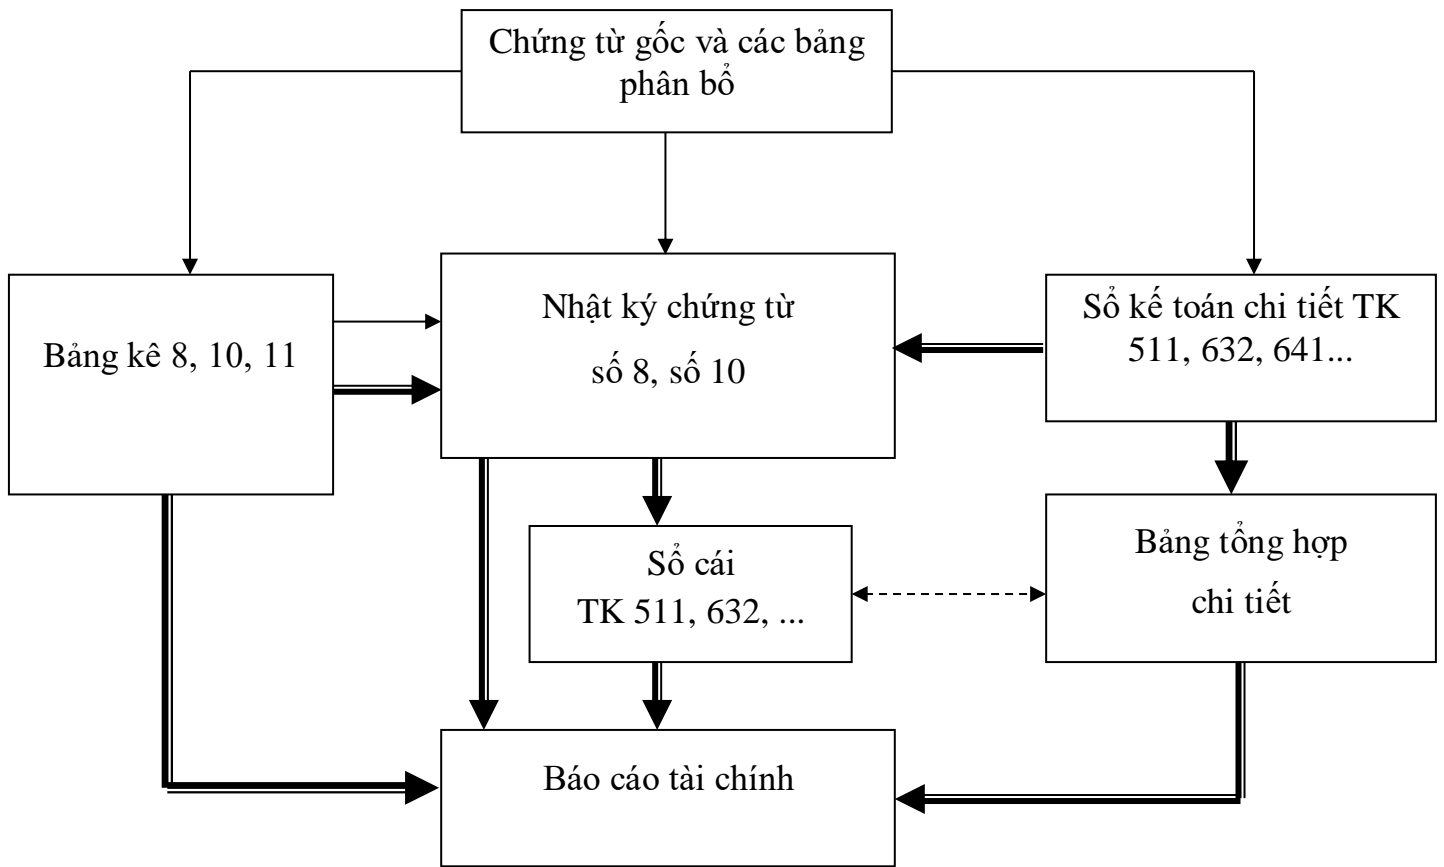 Chứng từ gốc và các bảng
phân bổ
Bảng kê 8, 10, 11
Nhật ký chứng từ
số 8, số 10
Sổ kế toán chi tiết TK
511, 632, 641...
Sổ cái
TK 511, 632, ...
Bảng tổng hợp
chi tiết
Báo cáo tài chính